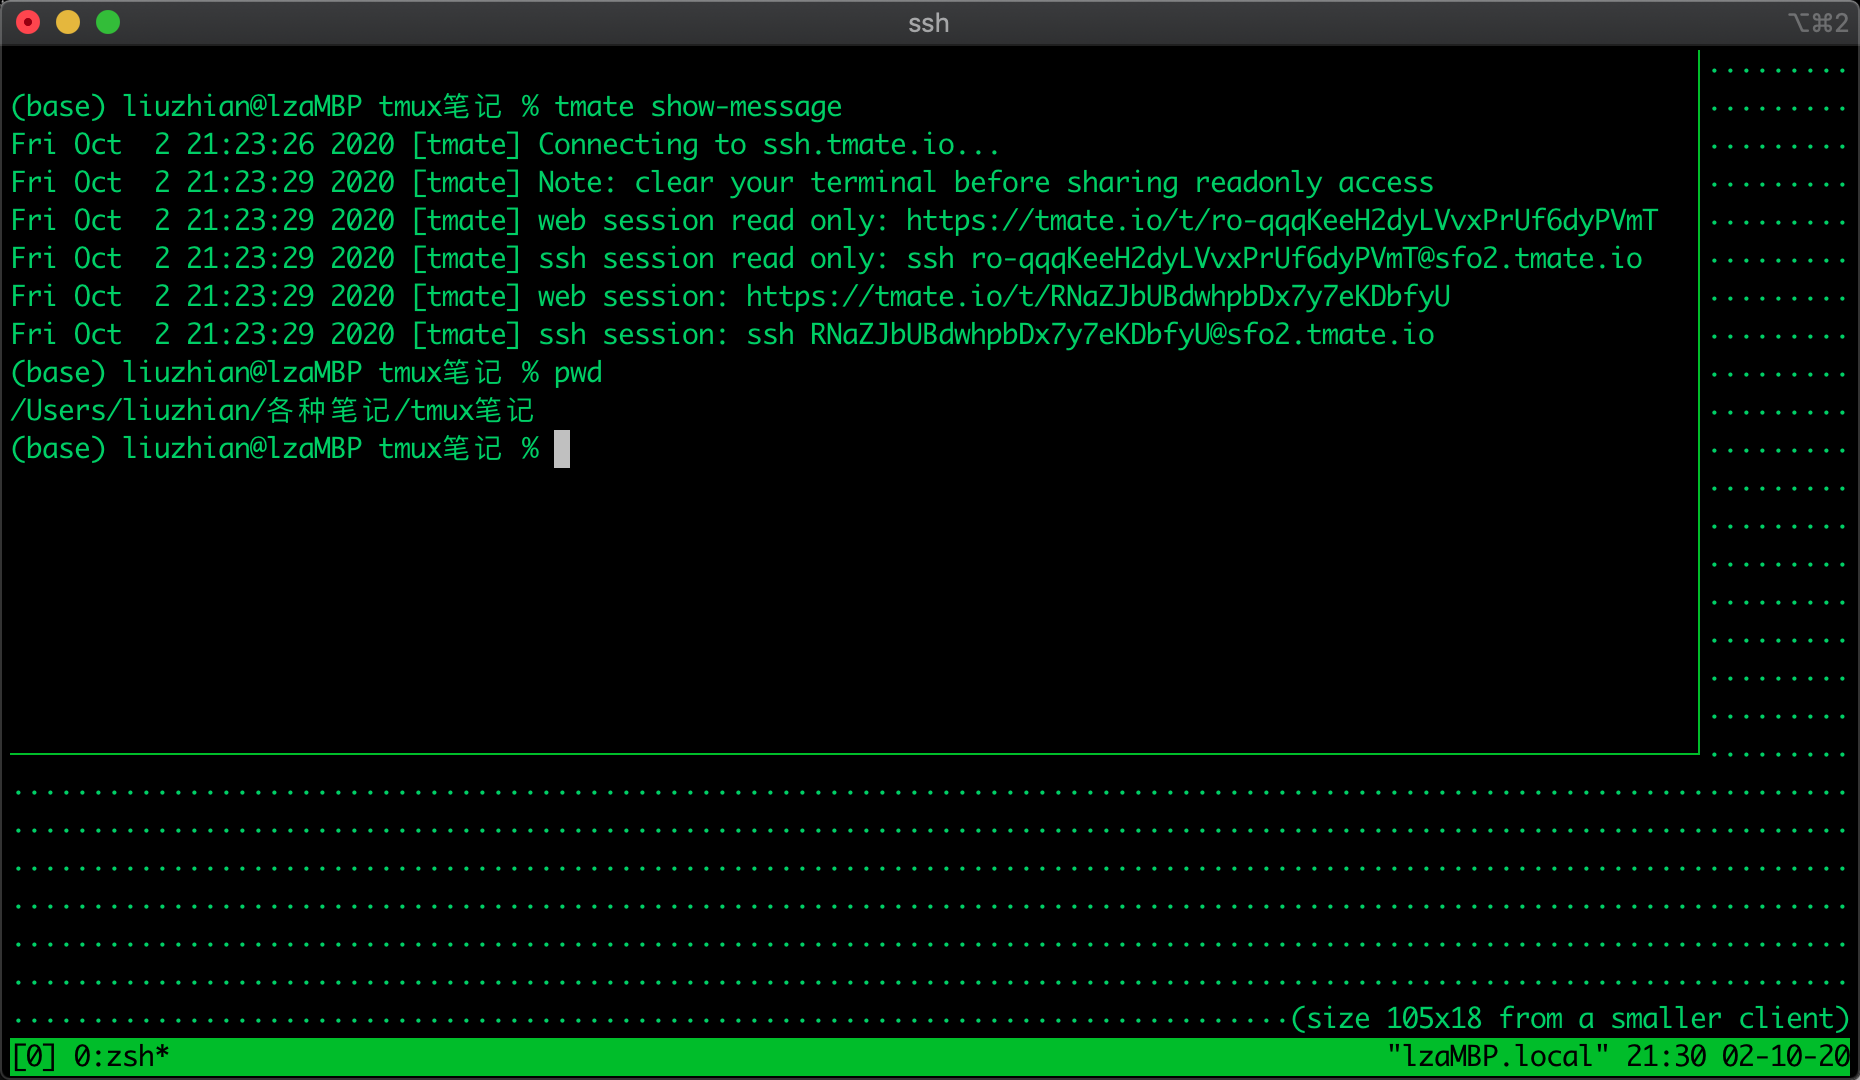 ssh
⌥⌘2
(base) liuzhian@lzaMBP tmux笔记 % tmate show-message
Fri Oct  2 21:23:26 2020 [tmate] Connecting to ssh.tmate.io...
Fri Oct  2 21:23:29 2020 [tmate] Note: clear your terminal before sharing readonly access
Fri Oct  2 21:23:29 2020 [tmate] web session read only: https://tmate.io/t/ro-qqqKeeH2dyLVvxPrUf6dyPVmT
Fri Oct  2 21:23:29 2020 [tmate] ssh session read only: ssh ro-qqqKeeH2dyLVvxPrUf6dyPVmT@sfo2.tmate.io
Fri Oct  2 21:23:29 2020 [tmate] web session: https://tmate.io/t/RNaZJbUBdwhpbDx7y7eKDbfyU
Fri Oct  2 21:23:29 2020 [tmate] ssh session: ssh RNaZJbUBdwhpbDx7y7eKDbfyU@sfo2.tmate.io
(base) liuzhian@lzaMBP tmux笔记 % pwd
/Users/liuzhian/各种笔记/tmux笔记
(base) liuzhian@lzaMBP tmux笔记 %
(size 105x18 from a smaller client)
[0] 0:zsh* "lzaMBP.local" 21:30 02-10-20